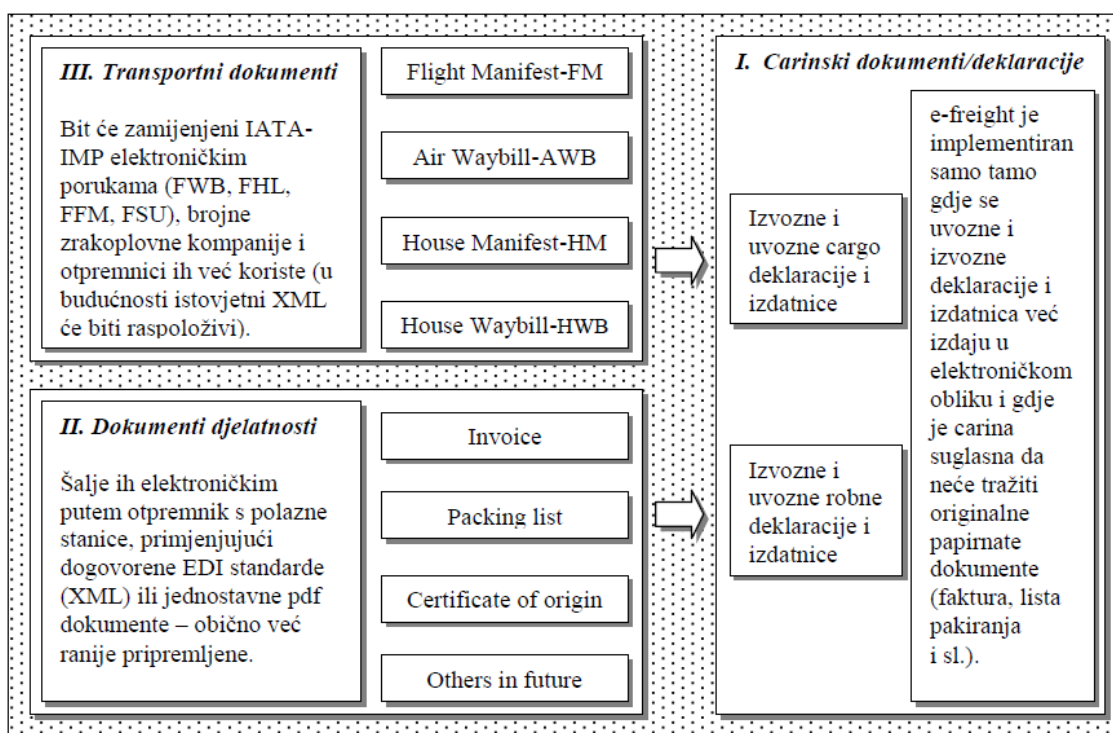 III. Transportni dokumenti
Bit će zamijenjeni IATA-
IMP elektroničkim
porukama (FWB, FHL,
FFM, FSU), brojne
zrakoplovne kompanije i
otpremnici ih već koriste (u
budućnosti istovjetni XML
će biti raspoloživi).
Flight Manifest-FM
Air Waybill-AWB
House Manifest-HM
House Waybill-HWB
II. Dokumenti djelatnosti
Šalje ih elektroničkim
putem otpremnik s polazne
stanice, primjenjujući
dogovorene EDI standarde
(XML) ili jednostavne pdf
dokumente – obično već
ranije pripremljene.
Invoice
Packing list
Certificate of origin
Others in future
I. Carinski dokumenti/deklaracije
Izvozne i
uvozne cargo
deklaracije i
izdatnice
Izvozne i
uvozne robne
deklaracije i
izdatnice
e-freight je
implementiran
samo tamo
gdje se
uvozne i
izvozne
deklaracije i
izdatnica već
izdaju u
elektroničkom
obliku i gdje
je carina
suglasna da
neće tražiti
originalne
papirnate
dokumente
(faktura, lista
pakiranja
i sl.).